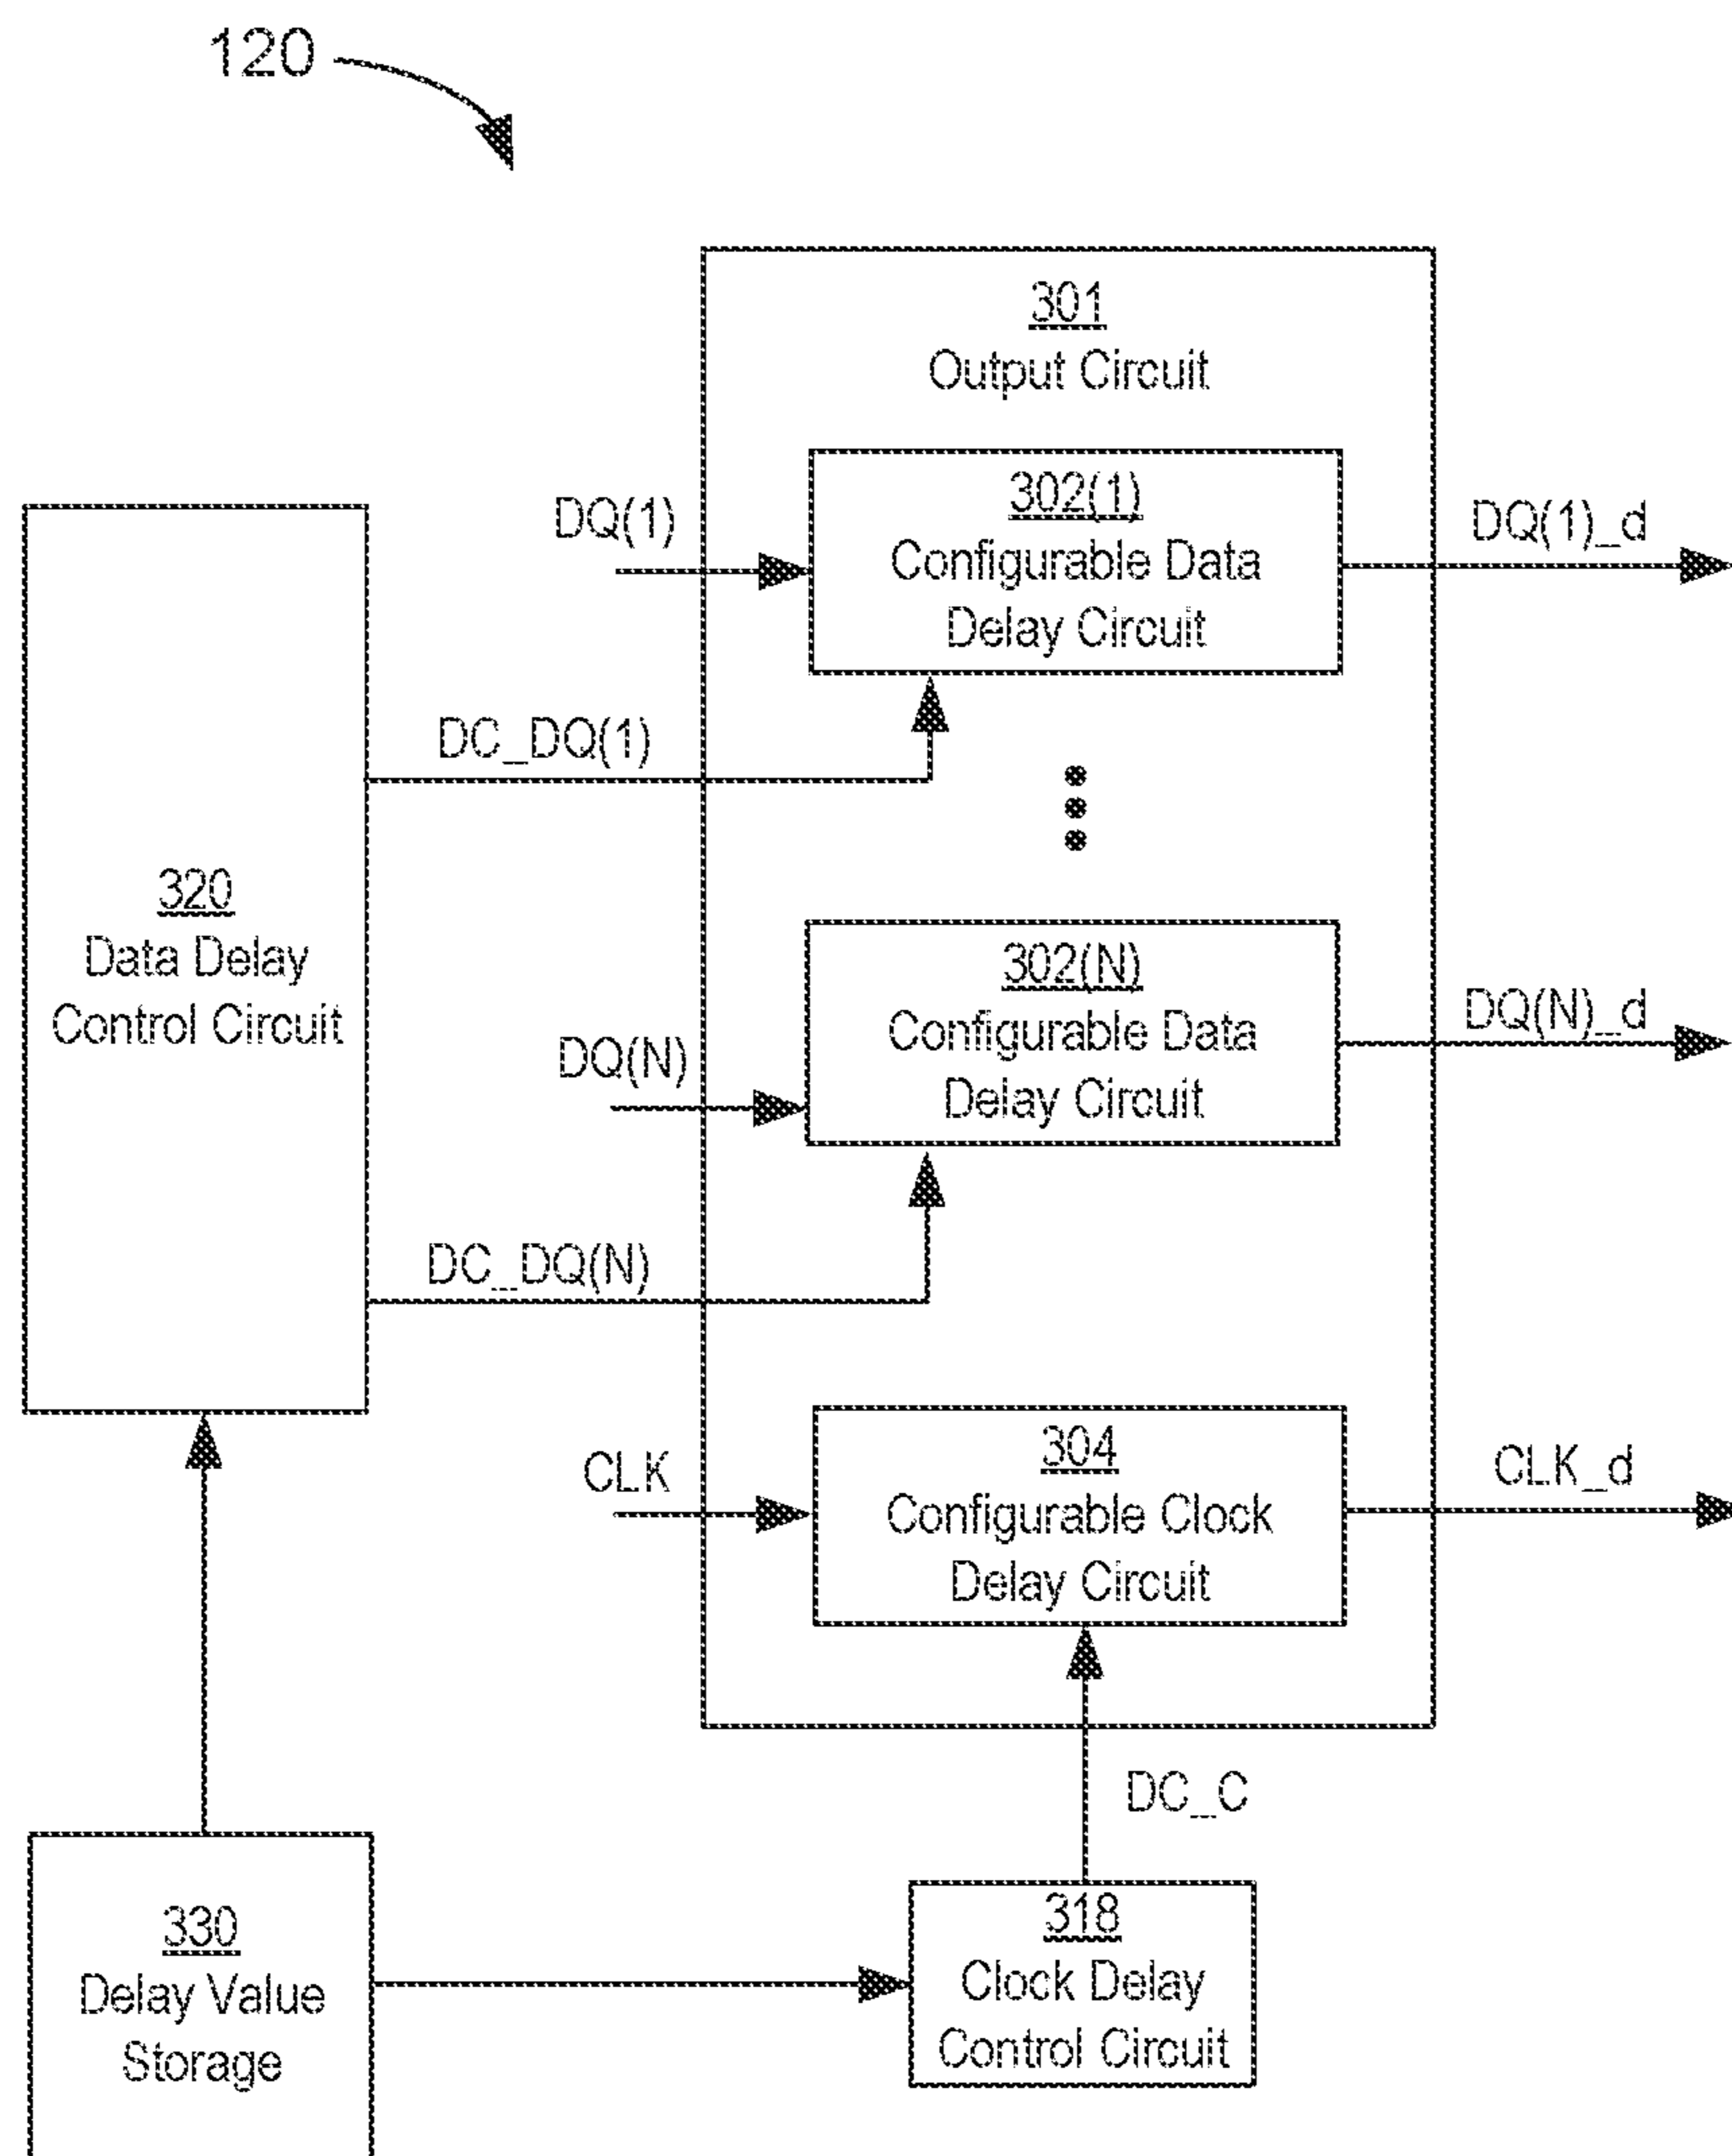 120
301
Output Circuit
302(1)
Configurable Data
Delay Circuit
DQ(1)
DQ(1)_d
DC_DQ(1)
320
Data Delay
Control Circuit
302(N)
Configurable Data
Delay Circuit
DQ(N)
DQ(N)_d
DC_DQ(N)
304
Configurable Clock
Delay Circuit
CLK
CLK_d
DC_C
330
Delay Value
Storage
318
Clock Delay
Control Circuit